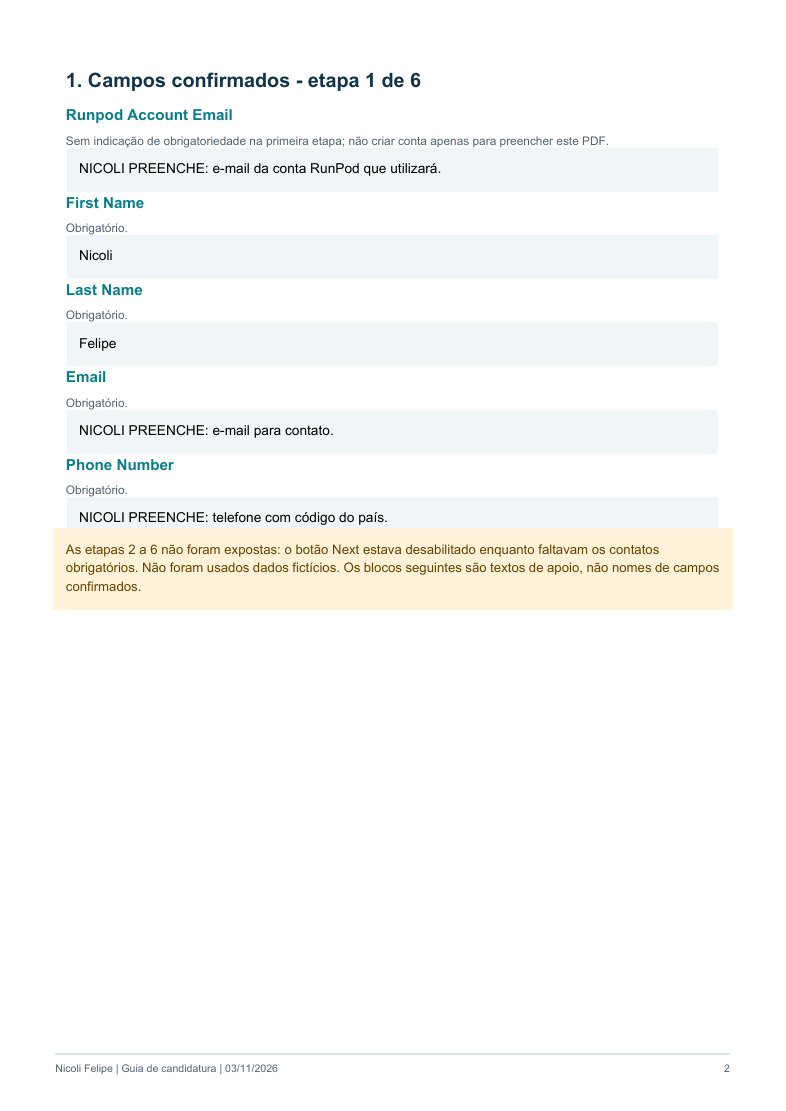 1. Campos confirmados - etapa 1 de 6
Runpod Account Email
Sem indicação de obrigatoriedade na primeira etapa; não criar conta apenas para preencher este PDF.
NICOLI PREENCHE: e-mail da conta RunPod que utilizará.
First Name
Obrigatório.
Nicoli
Last Name
Obrigatório.
Felipe
Email
Obrigatório.
NICOLI PREENCHE: e-mail para contato.
Phone Number
Obrigatório.
NICOLI PREENCHE: telefone com código do país.
As etapas 2 a 6 não foram expostas: o botão Next estava desabilitado enquanto faltavam os contatos
obrigatórios. Não foram usados dados fictícios. Os blocos seguintes são textos de apoio, não nomes de campos
confirmados.
Nicoli Felipe | Guia de candidatura | 03/11/2026
2